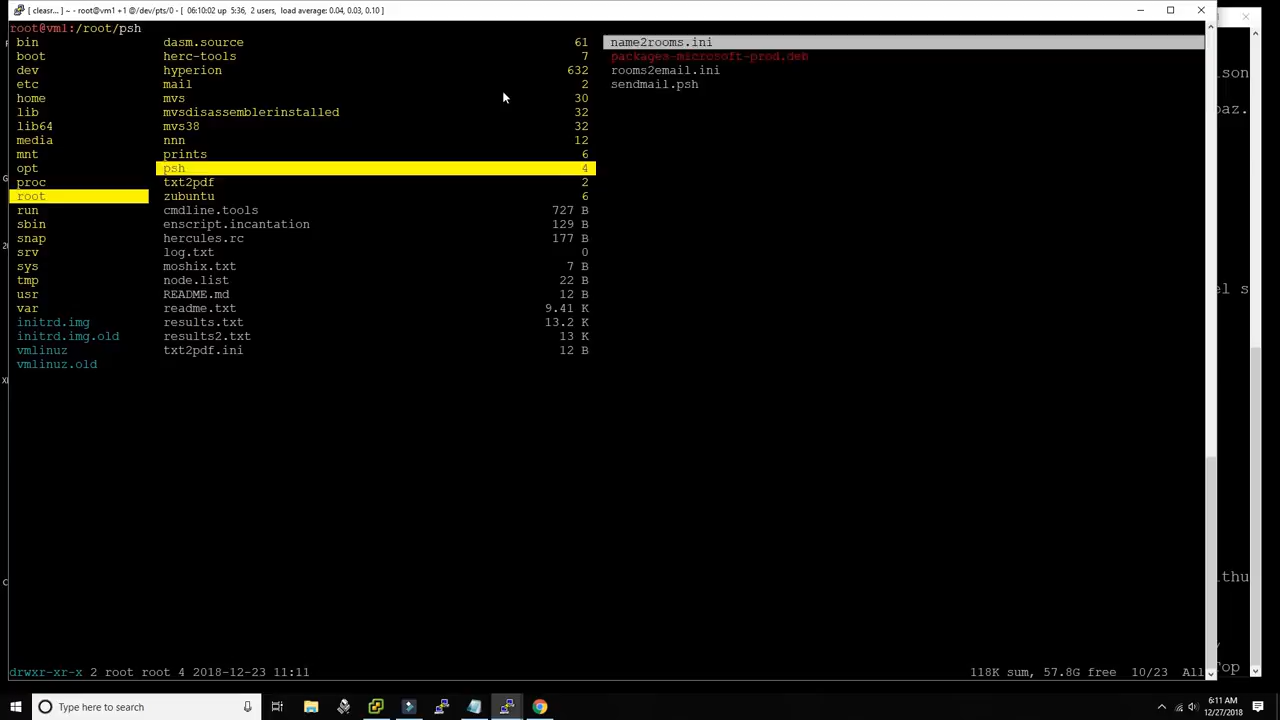 [ cleasr... ] ~ - root@vm1 +1 @/dev/pts/0 - [ 06:10:02 up 5:36, 2 users, load average: 0.04, 0.03, 0.10 ]
root@vm1:/root/psh
bin dasm.source 61 name2rooms.ini
boot herc-tools 7 packages-microsoft-prod.deb
dev hyperion 632 rooms2email.ini
etc mail 2 sendmail.psh
home mvs 30
lib mvsdisassemblerinstalled 32
lib64 mvs38 32
media nnn 12
mnt prints 6
opt psh 4
proc txt2pdf 2
root zubuntu 6
run cmdline.tools 727 B
sbin enscript.incantation 129 B
snap hercules.rc 177 B
srv log.txt 0
sys moshix.txt 7 B
tmp node.list 22 B
usr README.md 12 B
var readme.txt 9.41 K
initrd.img results.txt 13.2 K
initrd.img.old results2.txt 13 K
vmlinuz txt2pdf.ini 12 B
vmlinuz.old
drwxr-xr-x 2 root root 4 2018-12-23 11:11 118K sum, 57.8G free 10/23 All
ison
paz.
el s
ithu
Top
Type here to search
6:11 AM
12/27/2018